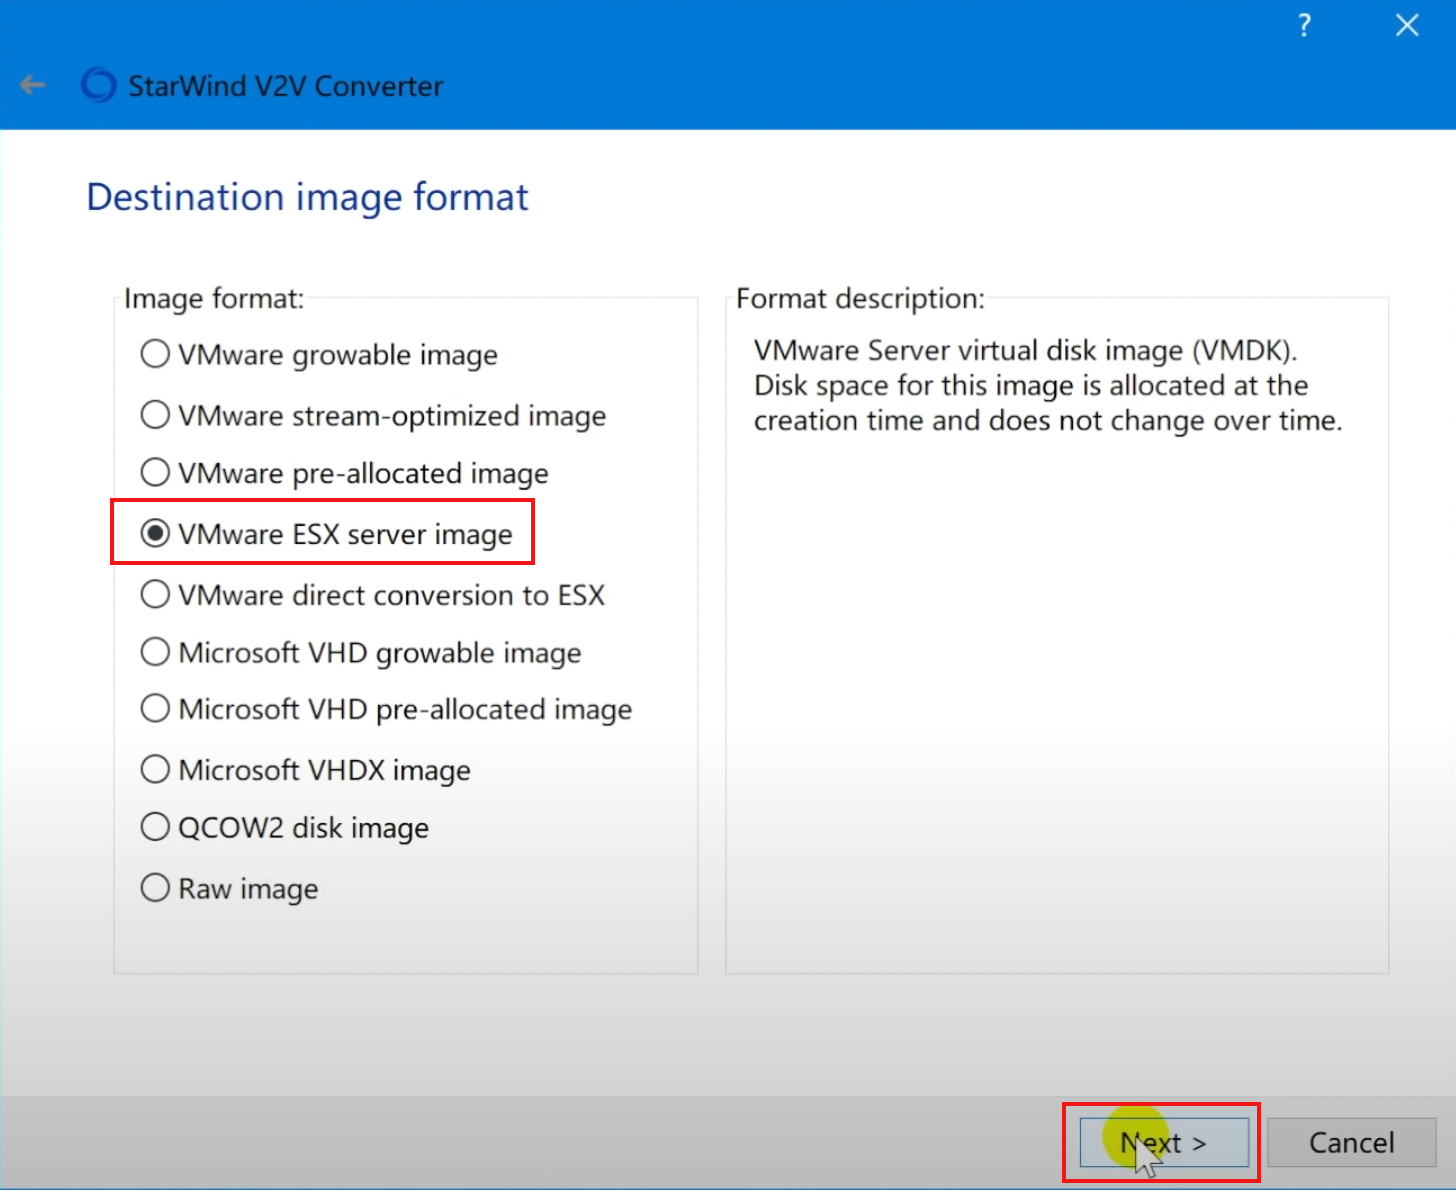 ?
StarWind V2V Converter
Destination image format
Image format:
VMware growable image
VMware stream-optimized image
VMware pre-allocated image
VMware ESX server image
VMware direct conversion to ESX
Microsoft VHD growable image
Microsoft VHD pre-allocated image
Microsoft VHDX image
QCOW2 disk image
Raw image
Format description:
VMware Server virtual disk image (VMDK).
Disk space for this image is allocated at the
creation time and does not change over time.
Next >
Cancel